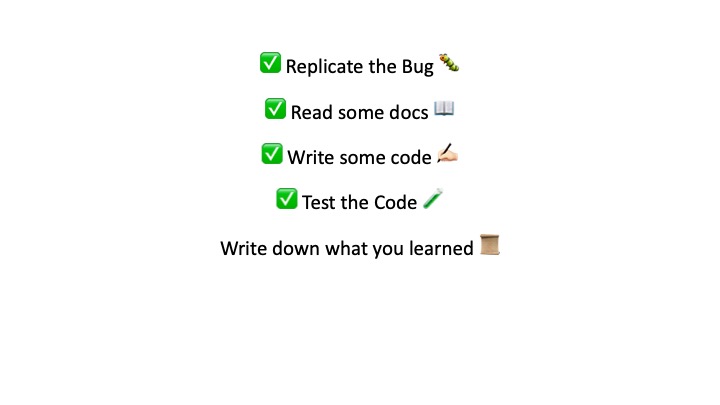 ✅ Replicate the Bug 🐛
✅ Read some docs 📖
✅ Write some code ✍🏻
✅ Test the Code 🧪
Write down what you learned 📜